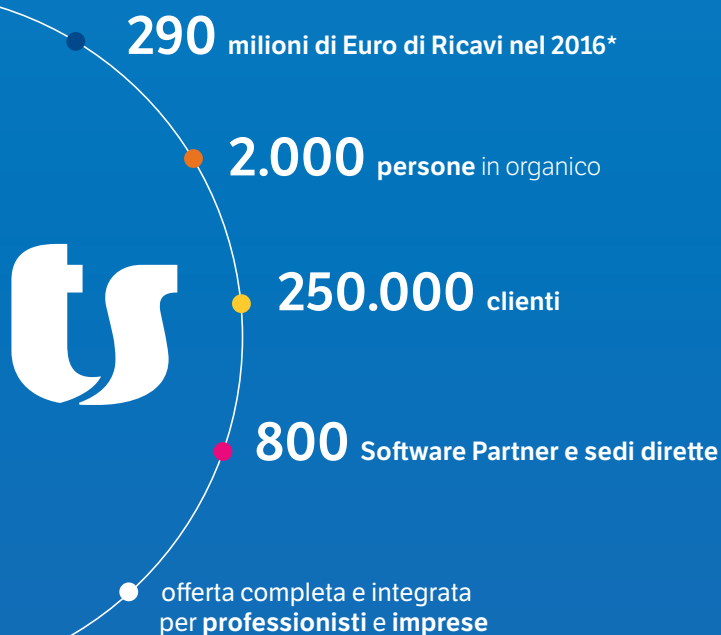 290 milioni di Euro di Ricavi nel 2016*
2.000 persone in organico
ts
250.000 clienti
800 Software Partner e sedi dirette
offerta completa e integrata
per professionisti e imprese